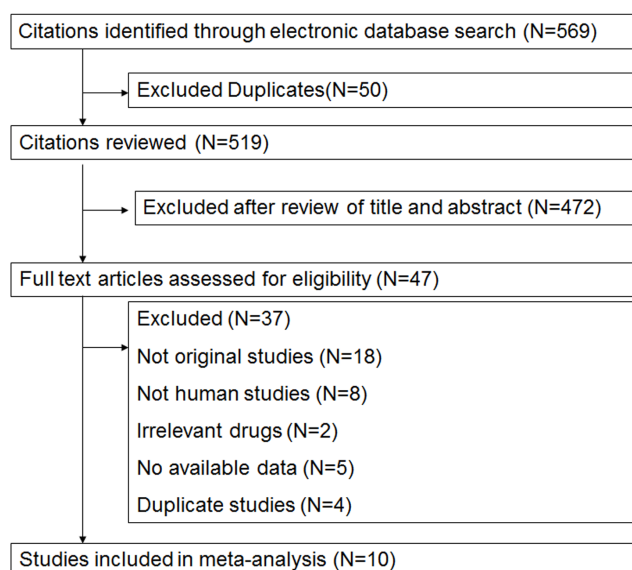 Citations identified through electronic database search (N=569)
Excluded Duplicates(N=50)
Citations reviewed (N=519)
Excluded after review of title and abstract (N=472)
Full text articles assessed for eligibility (N=47)
Excluded (N=37)
Not original studies (N=18)
Not human studies (N=8)
Irrelevant drugs (N=2)
No available data (N=5)
Duplicate studies (N=4)
Studies included in meta-analysis (N=10)